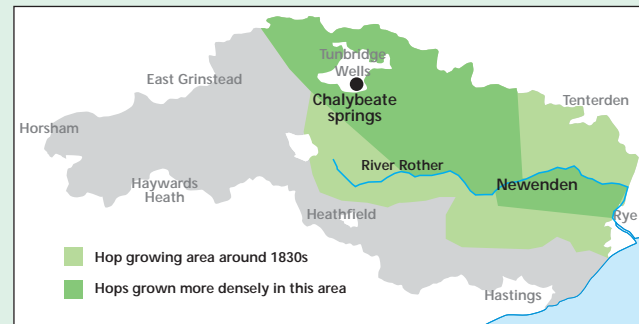 Tunbridge
Wells
East Grinstead
Chalybeate
springs
Tenterden
Horsham
River Rother
Haywards
Heath
Newenden
Heathfield
Rye
Hop growing area around 1830s
Hops grown more densely in this area
Hastings